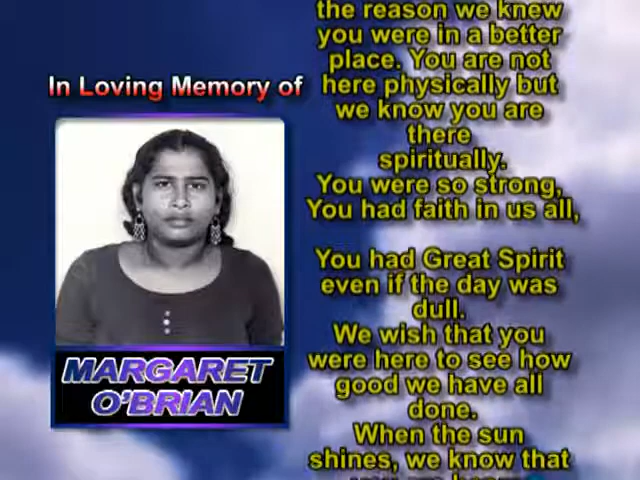 In Loving Memory of
MARGARET
O'BRIAN
the reason we knew
you were in a better
place. You are not
here physically but
we know you are
there
spiritually.
You were so strong,
You had faith in us all,
You had Great Spirit
even if the day was
dull.
We wish that you
were here to see how
good we have all
done.
When the sun
shines, we know that